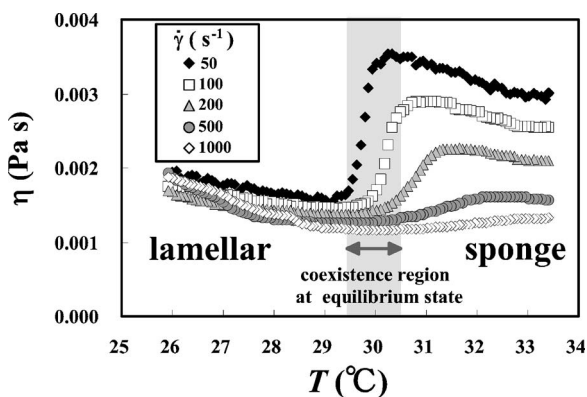 0.004
0.003
0.002
0.001
0.000
η (Pa s)
γ̇ ( s⁻¹)
50
100
200
500
1000
lamellar
sponge
coexistence region
at equilibrium state
25 26 27 28 29 30 31 32 33 34
T (℃)